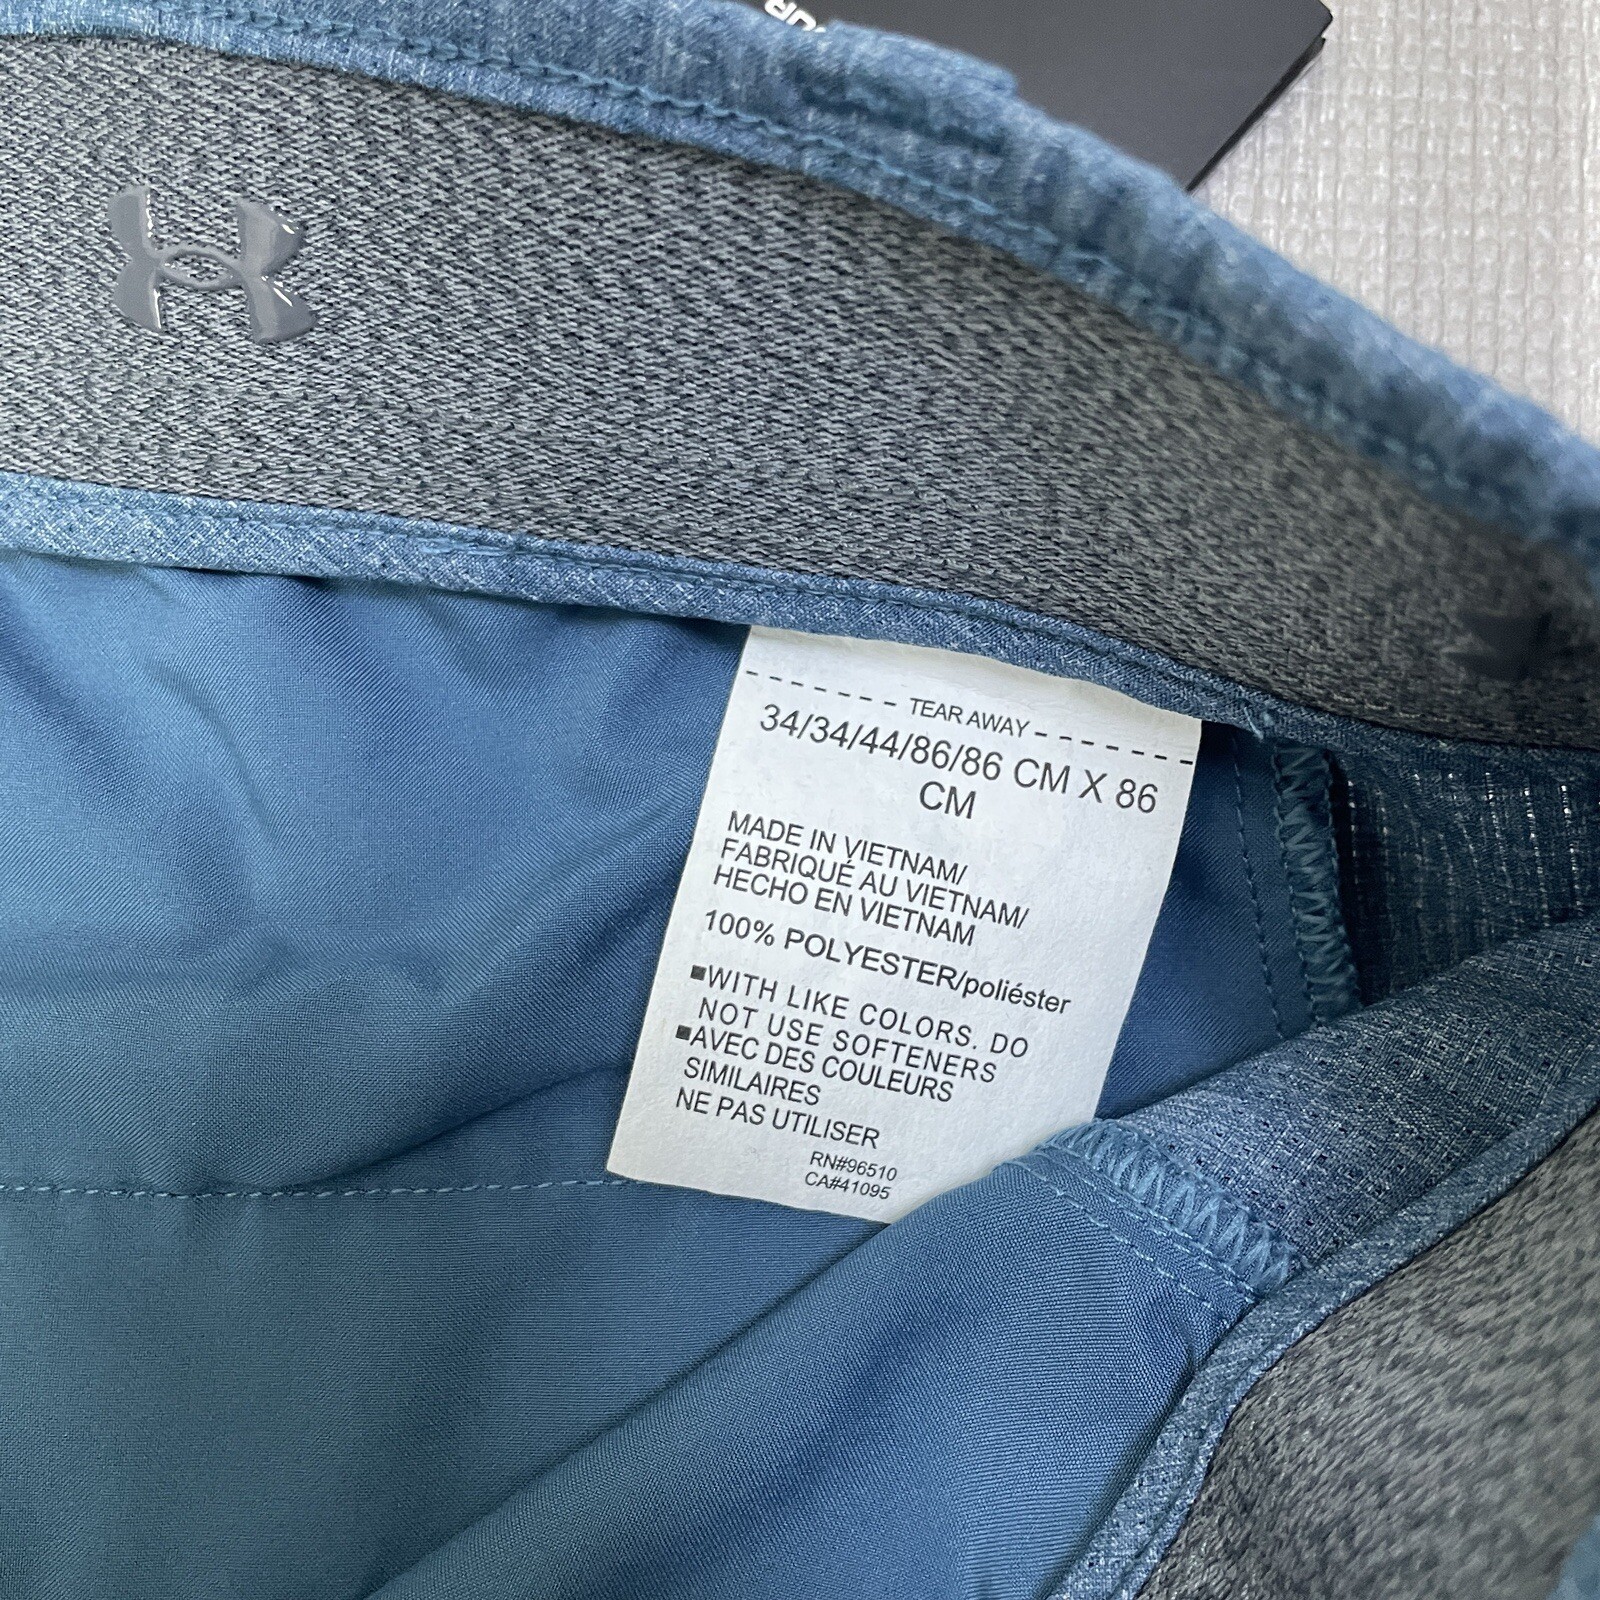 TEAR AWAY
34/34/44/86/86 CM X 86
CM
MADE IN VIETNAM/
FABRIQUÉ AU VIETNAM/
HECHO EN VIETNAM
100% POLYESTER/poliéster
■WITH LIKE COLORS. DO
NOT USE SOFTENERS
■AVEC DES COULEURS
SIMILAIRES
NE PAS UTILISER
RN#96510
CA#41095